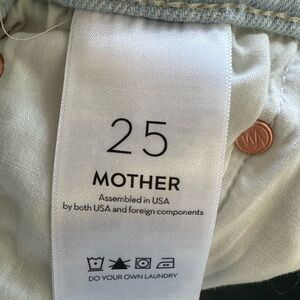 25
MOTHER
Assembled in USA
by both USA and foreign components
DO YOUR OWN LAUNDRY